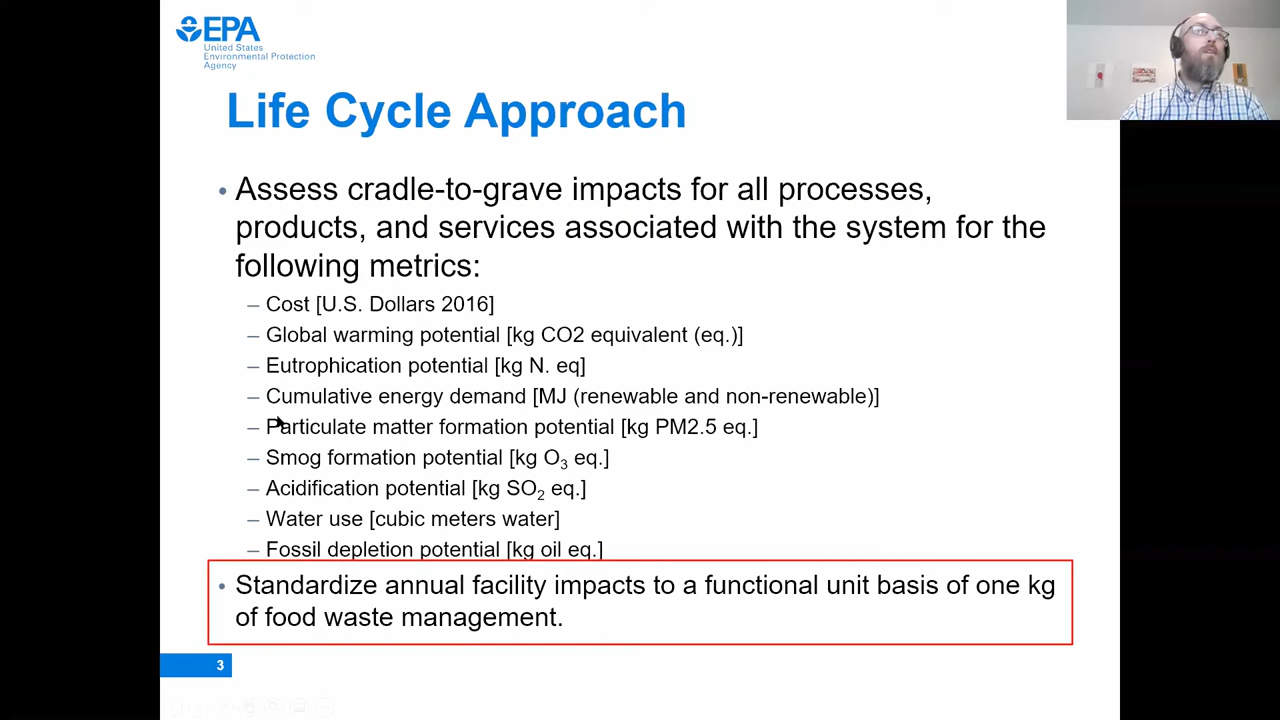 EPA
United States
Environmental Protection
Agency
Life Cycle Approach
• Assess cradle-to-grave impacts for all processes,
products, and services associated with the system for the
following metrics:
– Cost [U.S. Dollars 2016]
– Global warming potential [kg CO2 equivalent (eq.)]
– Eutrophication potential [kg N. eq]
– Cumulative energy demand [MJ (renewable and non-renewable)]
– Particulate matter formation potential [kg PM2.5 eq.]
– Smog formation potential [kg O₃ eq.]
– Acidification potential [kg SO₂ eq.]
– Water use [cubic meters water]
– Fossil depletion potential [kg oil eq.]
• Standardize annual facility impacts to a functional unit basis of one kg
of food waste management.
3